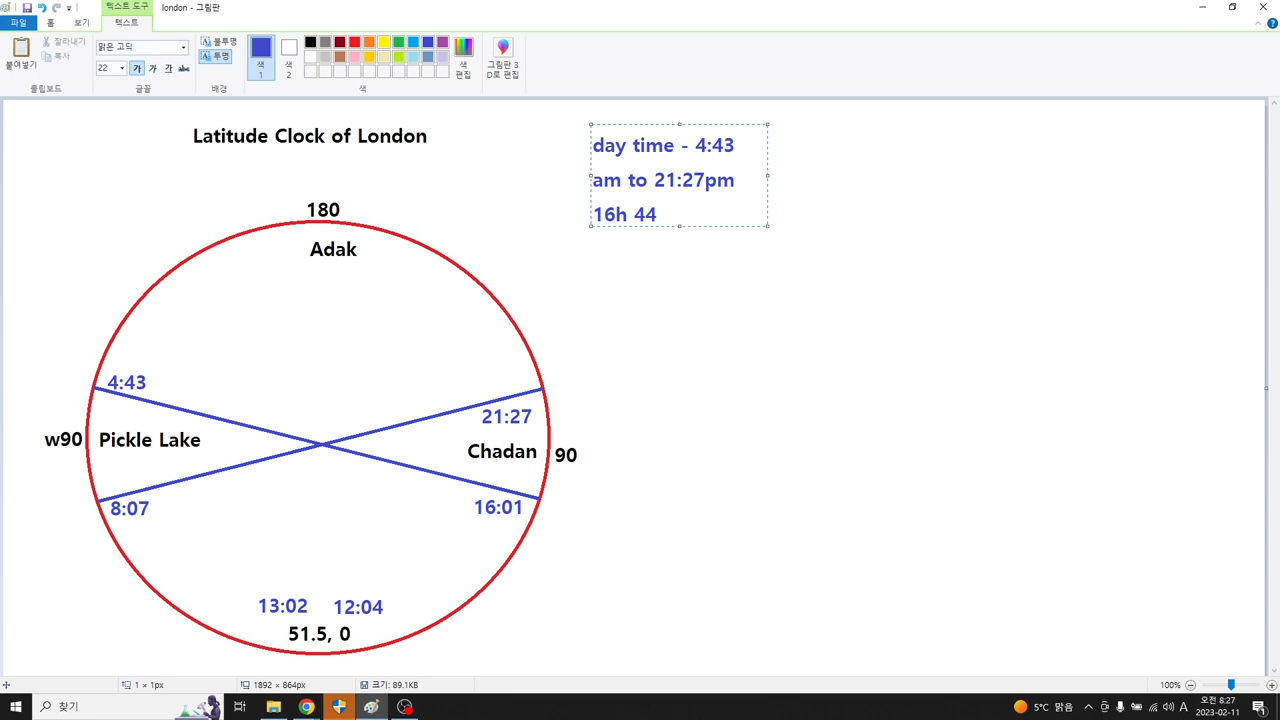 텍스트 도구
london - 그림판
파일
홈
보기
텍스트
붙여넣기
잘라내기
복사
클립보드
맑은 고딕
22
가 가 가 abc
글꼴
불투명
투명
배경
색
1
색
2
색
편집
색
그림판 3
D로 편집
Latitude Clock of London
day time - 4:43
am to 21:27pm
16h 44
180
Adak
4:43
21:27
w90
Pickle Lake
Chadan
90
8:07
16:01
13:02
12:04
51.5, 0
1 × 1px
1892 × 864px
크기: 89.1KB
100%
찾기
5°C 맑음
A
오전 8:27
2023-02-11
1